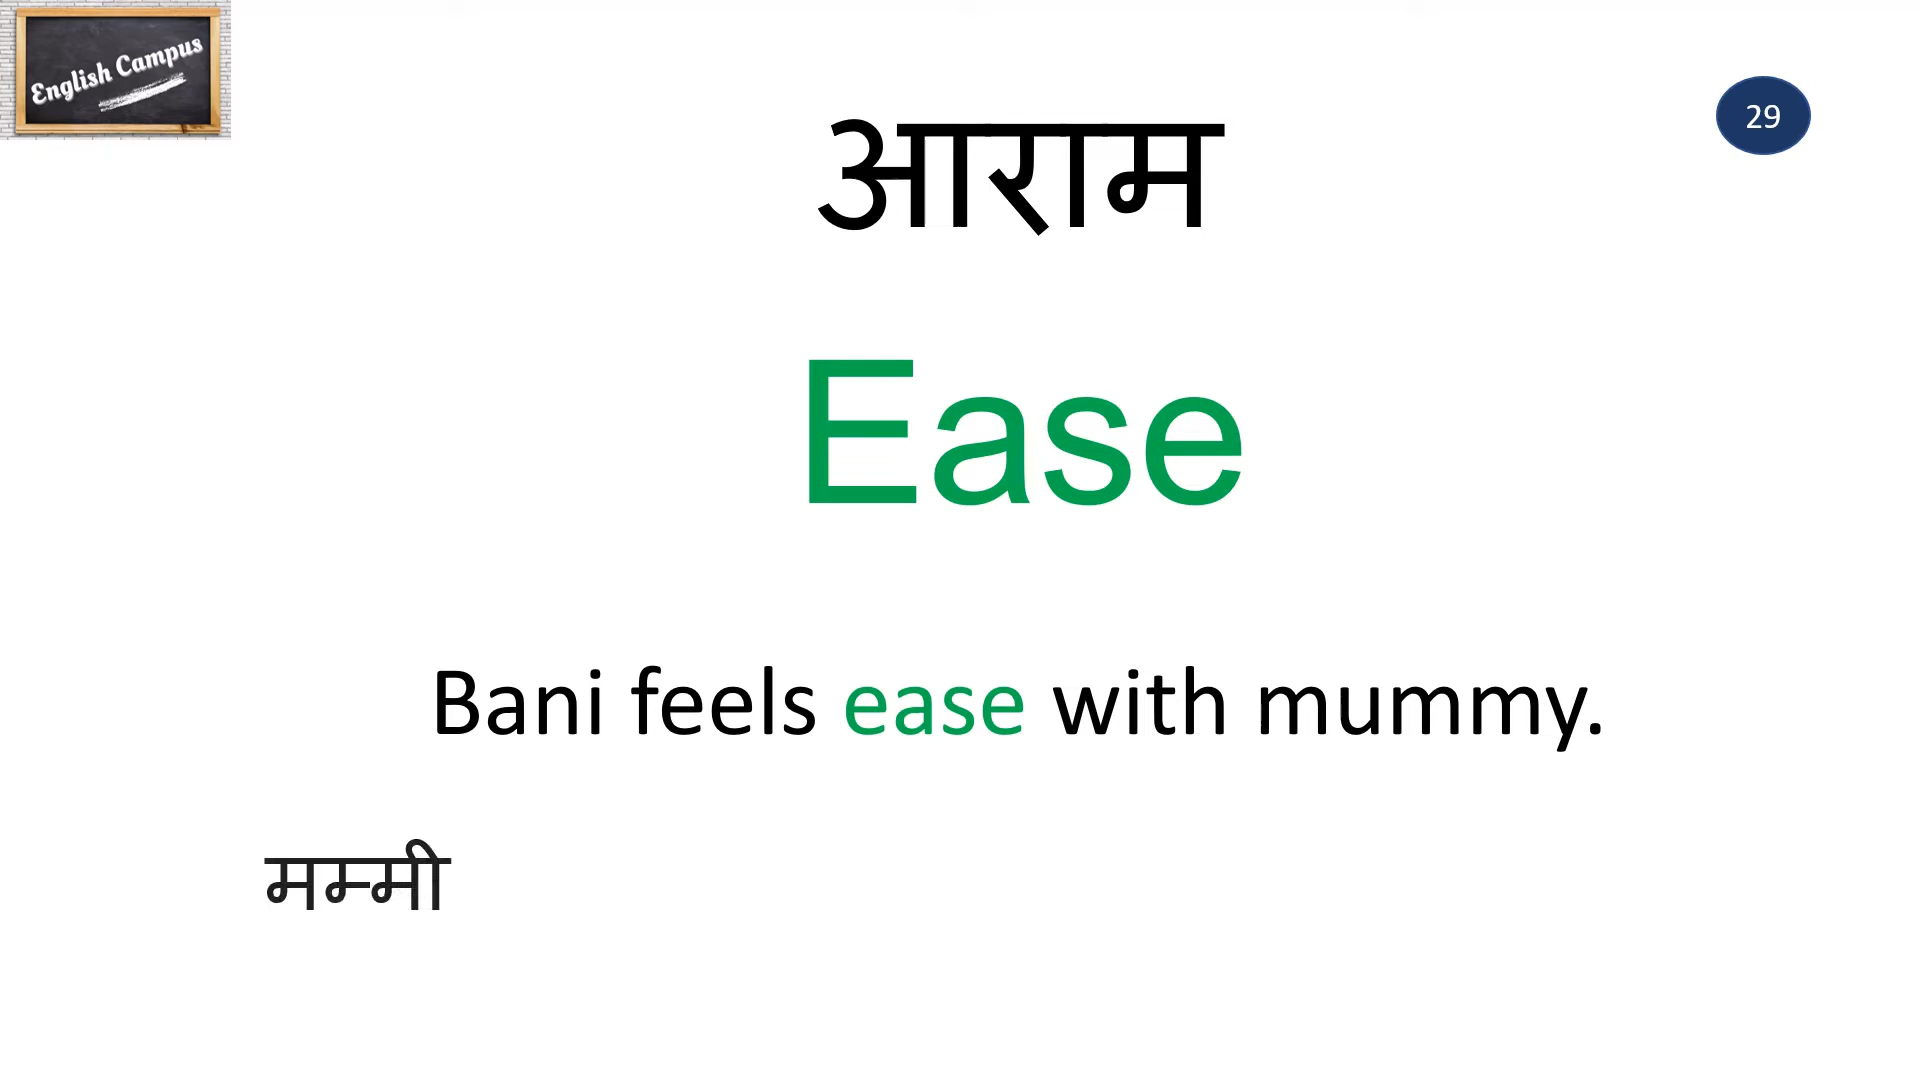 English Campus
29
आराम
Ease
Bani feels ease with mummy.
मम्मी